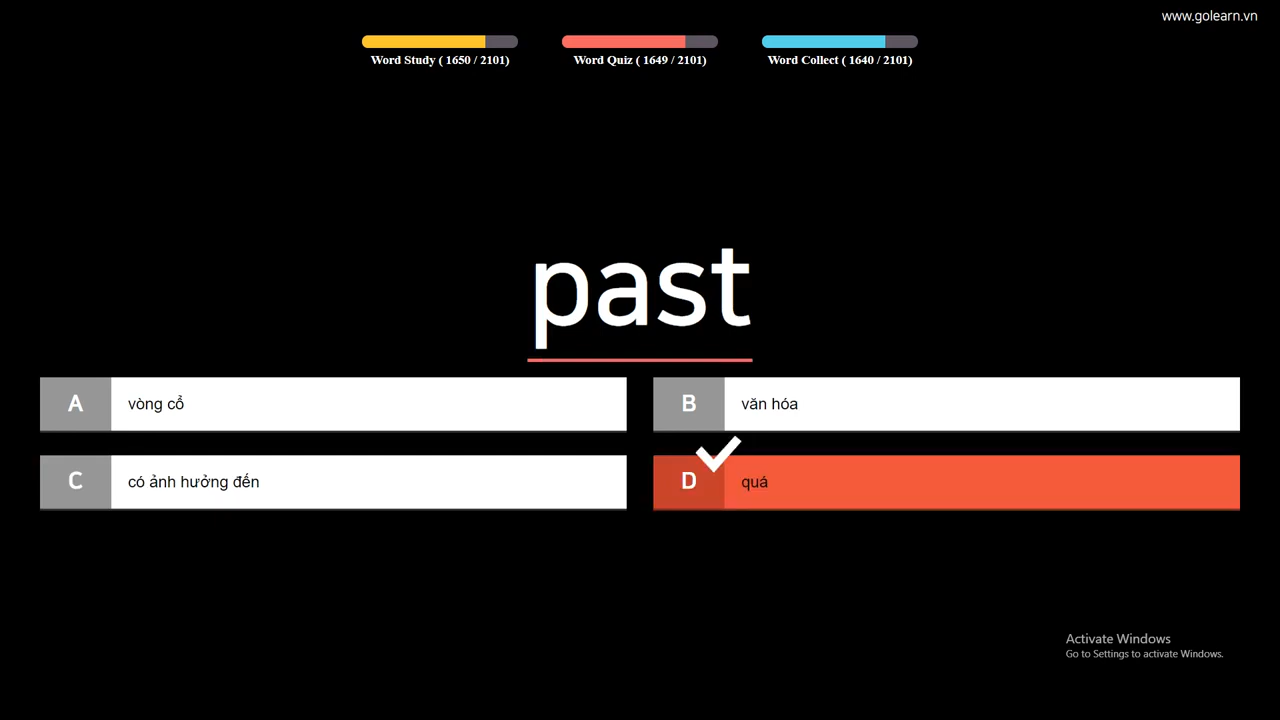 www.golearn.vn
Word Study ( 1650 / 2101)
Word Quiz ( 1649 / 2101)
Word Collect ( 1640 / 2101)
past
A vòng cổ
B văn hóa
C có ảnh hưởng đến
D quá
Activate Windows
Go to Settings to activate Windows.